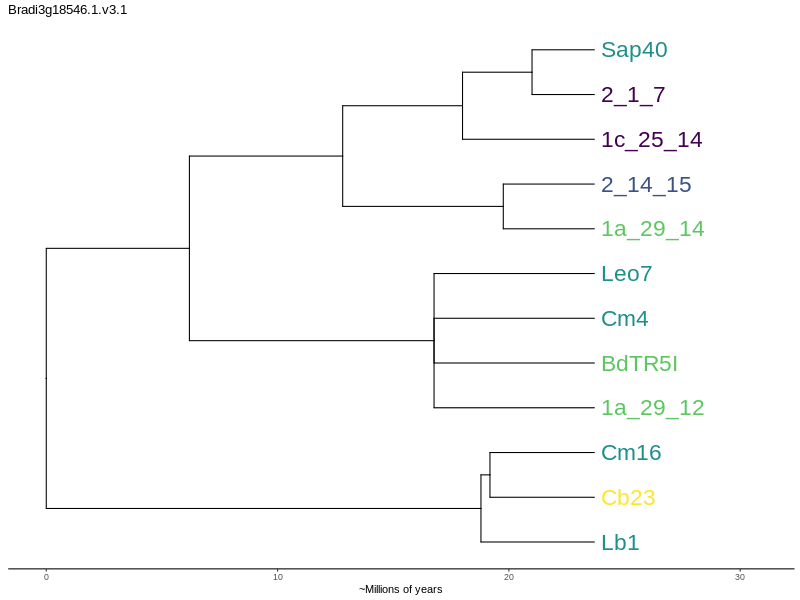 Bradi3g18546.1.v3.1
Sap40
2_1_7
1c_25_14
2_14_15
1a_29_14
Leo7
Cm4
BdTR5I
1a_29_12
Cm16
Cb23
Lb1
0 10 20 30
~Millions of years